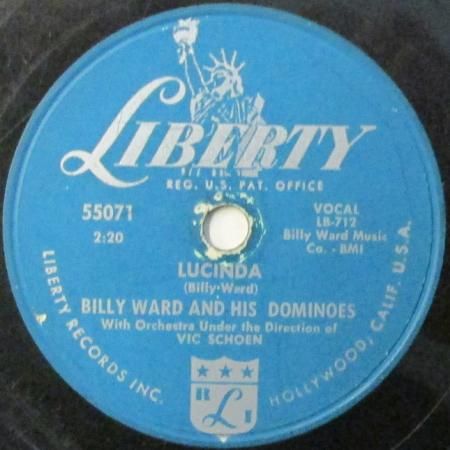 LIBERTY
REG. U.S. PAT. OFFICE
55071
2:20
VOCAL
LB-712
Billy Ward Music
Co. - BMI
LUCINDA
(Billy Ward)
BILLY WARD AND HIS DOMINOES
With Orchestra Under the Direction of
VIC SCHOEN
LIBERTY RECORDS INC.
HOLLYWOOD, CALIF. U.S.A.
R L I